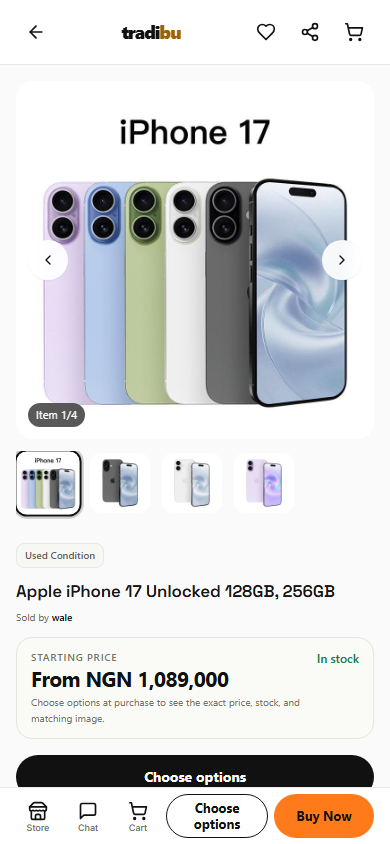 tradibu
iPhone 17
Item 1/4
iPhone 17
Used Condition
Apple iPhone 17 Unlocked 128GB, 256GB
Sold by wale
STARTING PRICE
In stock
From NGN 1,089,000
Choose options at purchase to see the exact price, stock, and
matching image.
Choose options
Store
Chat
Cart
Choose
options
Buy Now